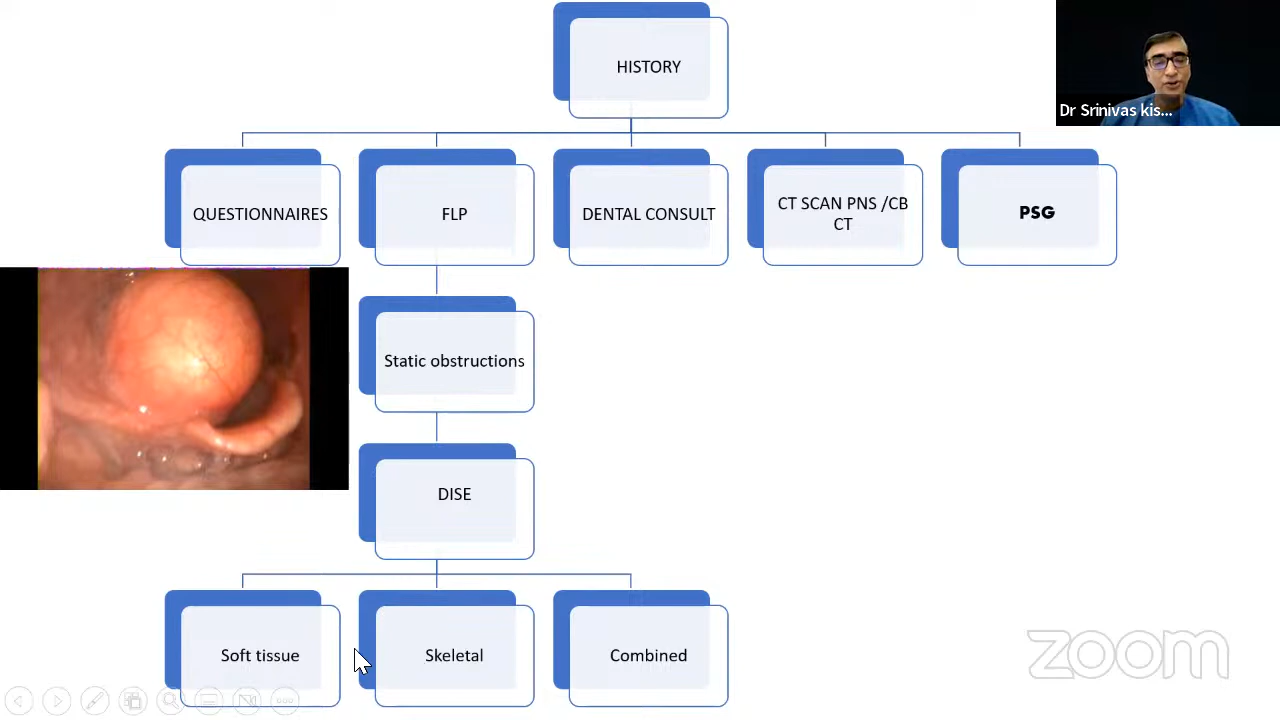 HISTORY
Dr Srinivas kis...
QUESTIONNAIRES
FLP
DENTAL CONSULT
CT SCAN PNS /CB
CT
PSG
Static obstructions
DISE
Soft tissue
Skeletal
Combined
zoom